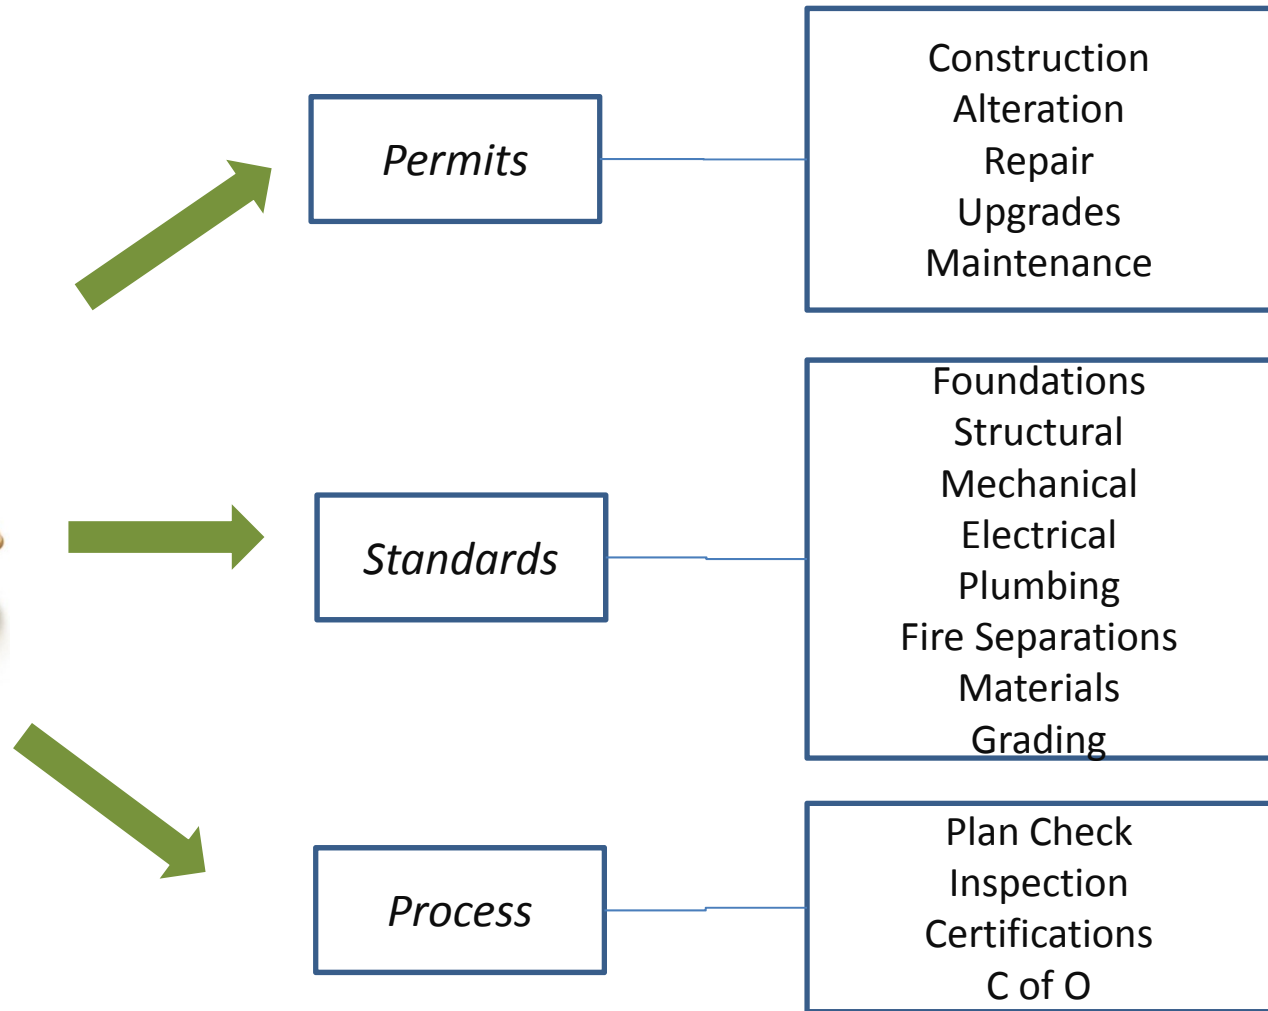 Permits
Construction
Alteration
Repair
Upgrades
Maintenance
Standards
Foundations
Structural
Mechanical
Electrical
Plumbing
Fire Separations
Materials
Grading
Process
Plan Check
Inspection
Certifications
C of O